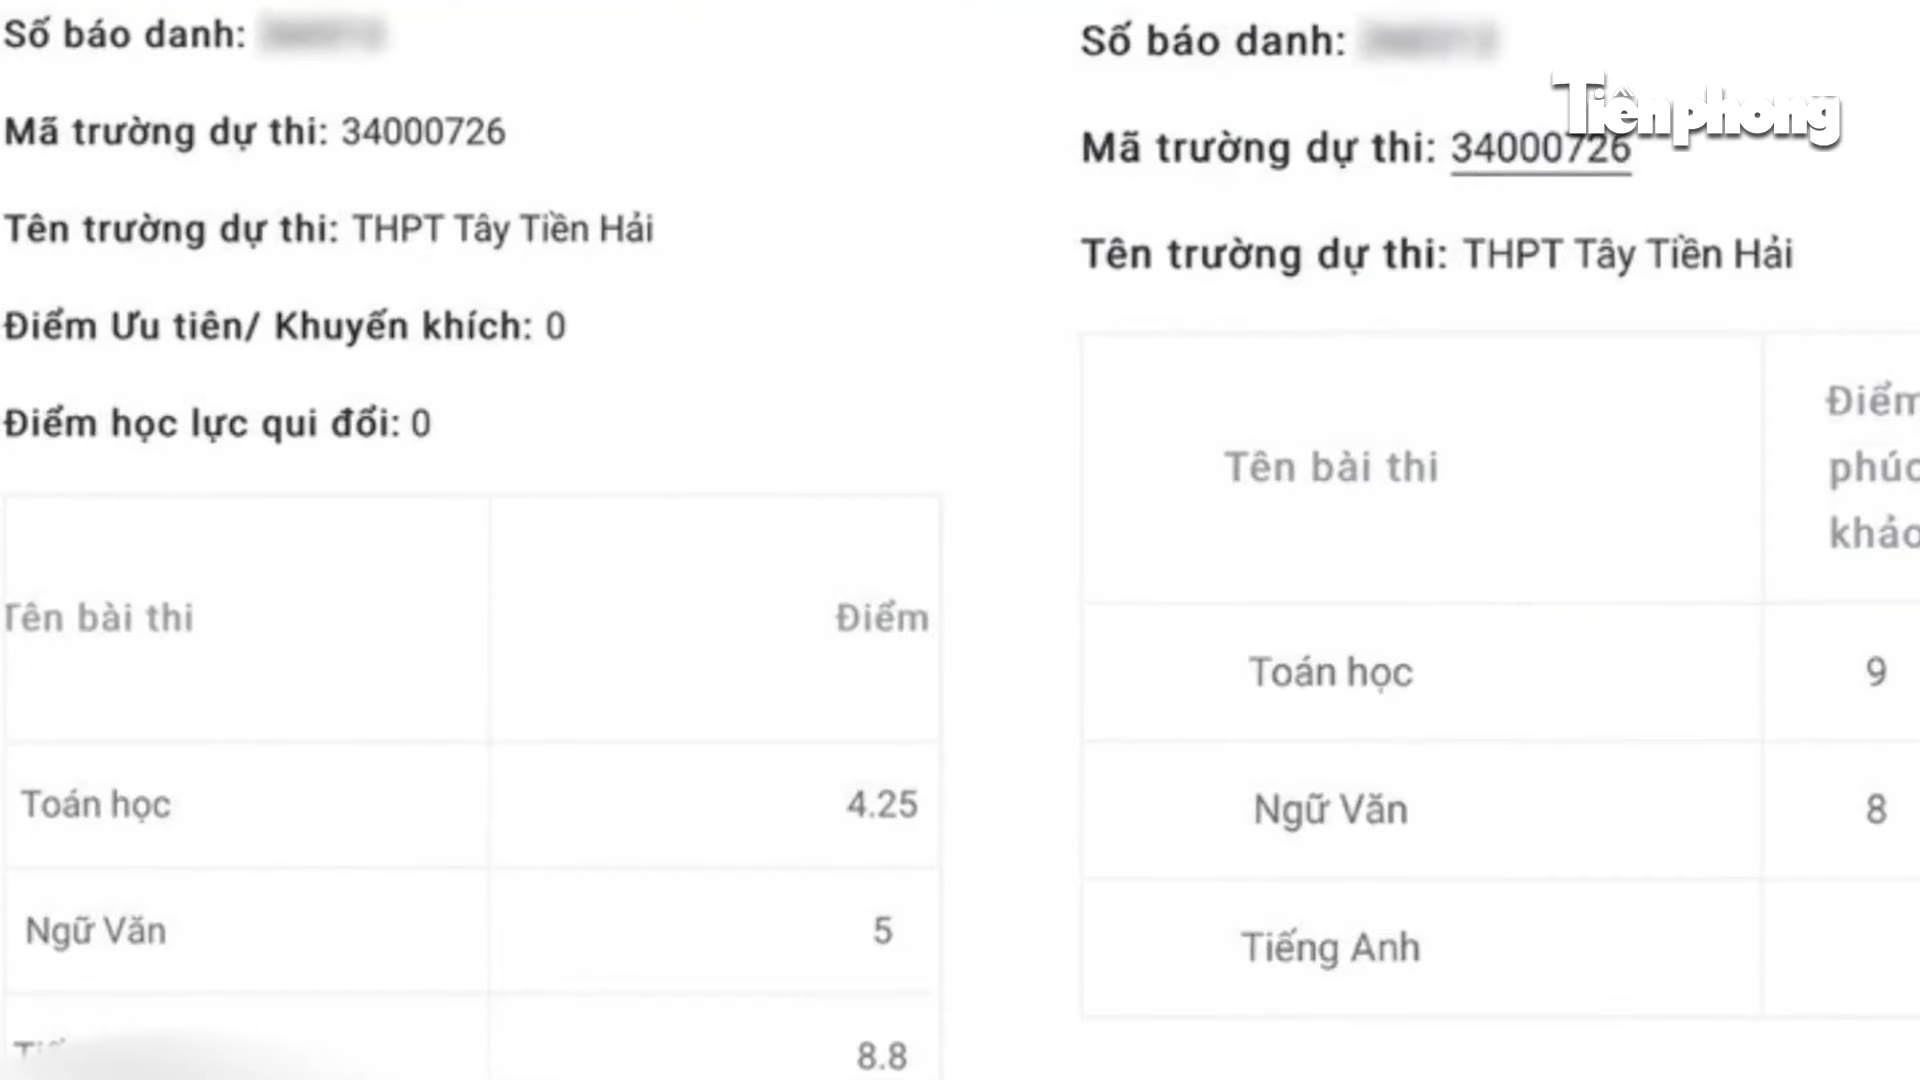 Số báo danh:
Mã trường dự thi: 34000726
Tên trường dự thi: THPT Tây Tiền Hải
Điểm Ưu tiên/ Khuyến khích: 0
Điểm học lực qui đổi: 0
Tên bài thi Điểm
Toán học 4.25
Ngữ Văn 5
8.8
Số báo danh:
Tiền phong
Mã trường dự thi: 34000726
Tên trường dự thi: THPT Tây Tiền Hải
Điểm
phúc
khảo
Tên bài thi
Toán học 9
Ngữ Văn 8
Tiếng Anh